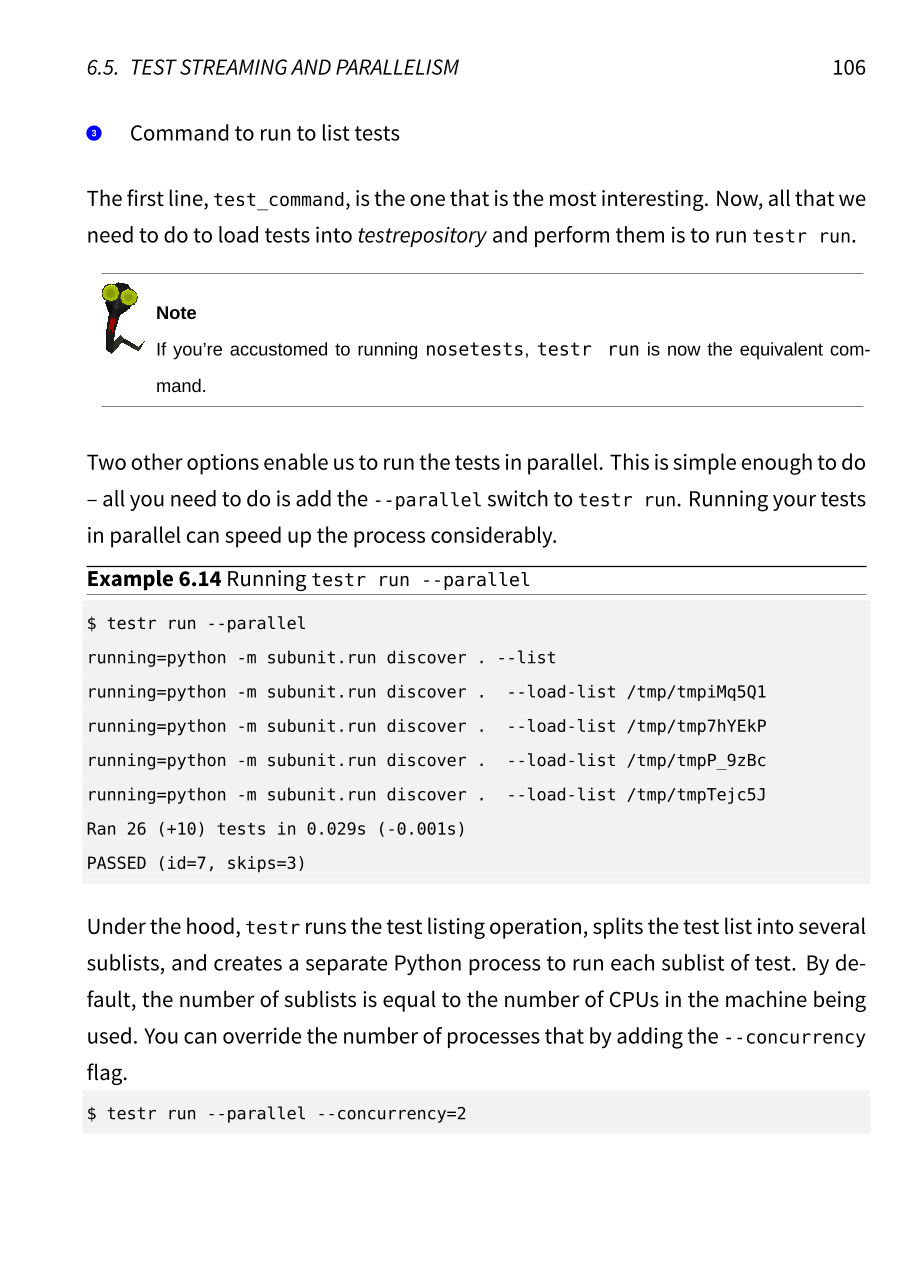 6.5. TEST STREAMING AND PARALLELISM 106
3 Command to run to list tests
The first line, test_command, is the one that is the most interesting. Now, all that we
need to do to load tests into testrepository and perform them is to run testr run.
Note
If you’re accustomed to running nosetests, testr run is now the equivalent com-
mand.
Two other options enable us to run the tests in parallel. This is simple enough to do
– all you need to do is add the --parallel switch to testr run. Running your tests
in parallel can speed up the process considerably.
Example 6.14 Running testr run --parallel
$ testr run --parallel
running=python -m subunit.run discover . --list
running=python -m subunit.run discover .  --load-list /tmp/tmpiMq5Q1
running=python -m subunit.run discover .  --load-list /tmp/tmp7hYEkP
running=python -m subunit.run discover .  --load-list /tmp/tmpP_9zBc
running=python -m subunit.run discover .  --load-list /tmp/tmpTejc5J
Ran 26 (+10) tests in 0.029s (-0.001s)
PASSED (id=7, skips=3)
Under the hood, testr runs the test listing operation, splits the test list into several
sublists, and creates a separate Python process to run each sublist of test. By de-
fault, the number of sublists is equal to the number of CPUs in the machine being
used. You can override the number of processes that by adding the --concurrency
flag.
$ testr run --parallel --concurrency=2